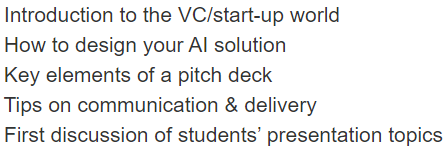 Introduction to the VC/start-up world
How to design your AI solution
Key elements of a pitch deck
Tips on communication & delivery
First discussion of students’ presentation topics